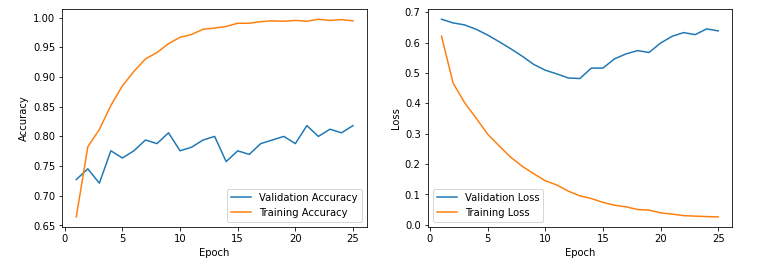 1.00
0.95
0.90
0.85
0.80
0.75
0.70
0.65
Accuracy
0 5 10 15 20 25
Epoch
Validation Accuracy
Training Accuracy
0.7
0.6
0.5
0.4
0.3
0.2
0.1
0.0
Loss
0 5 10 15 20 25
Epoch
Validation Loss
Training Loss